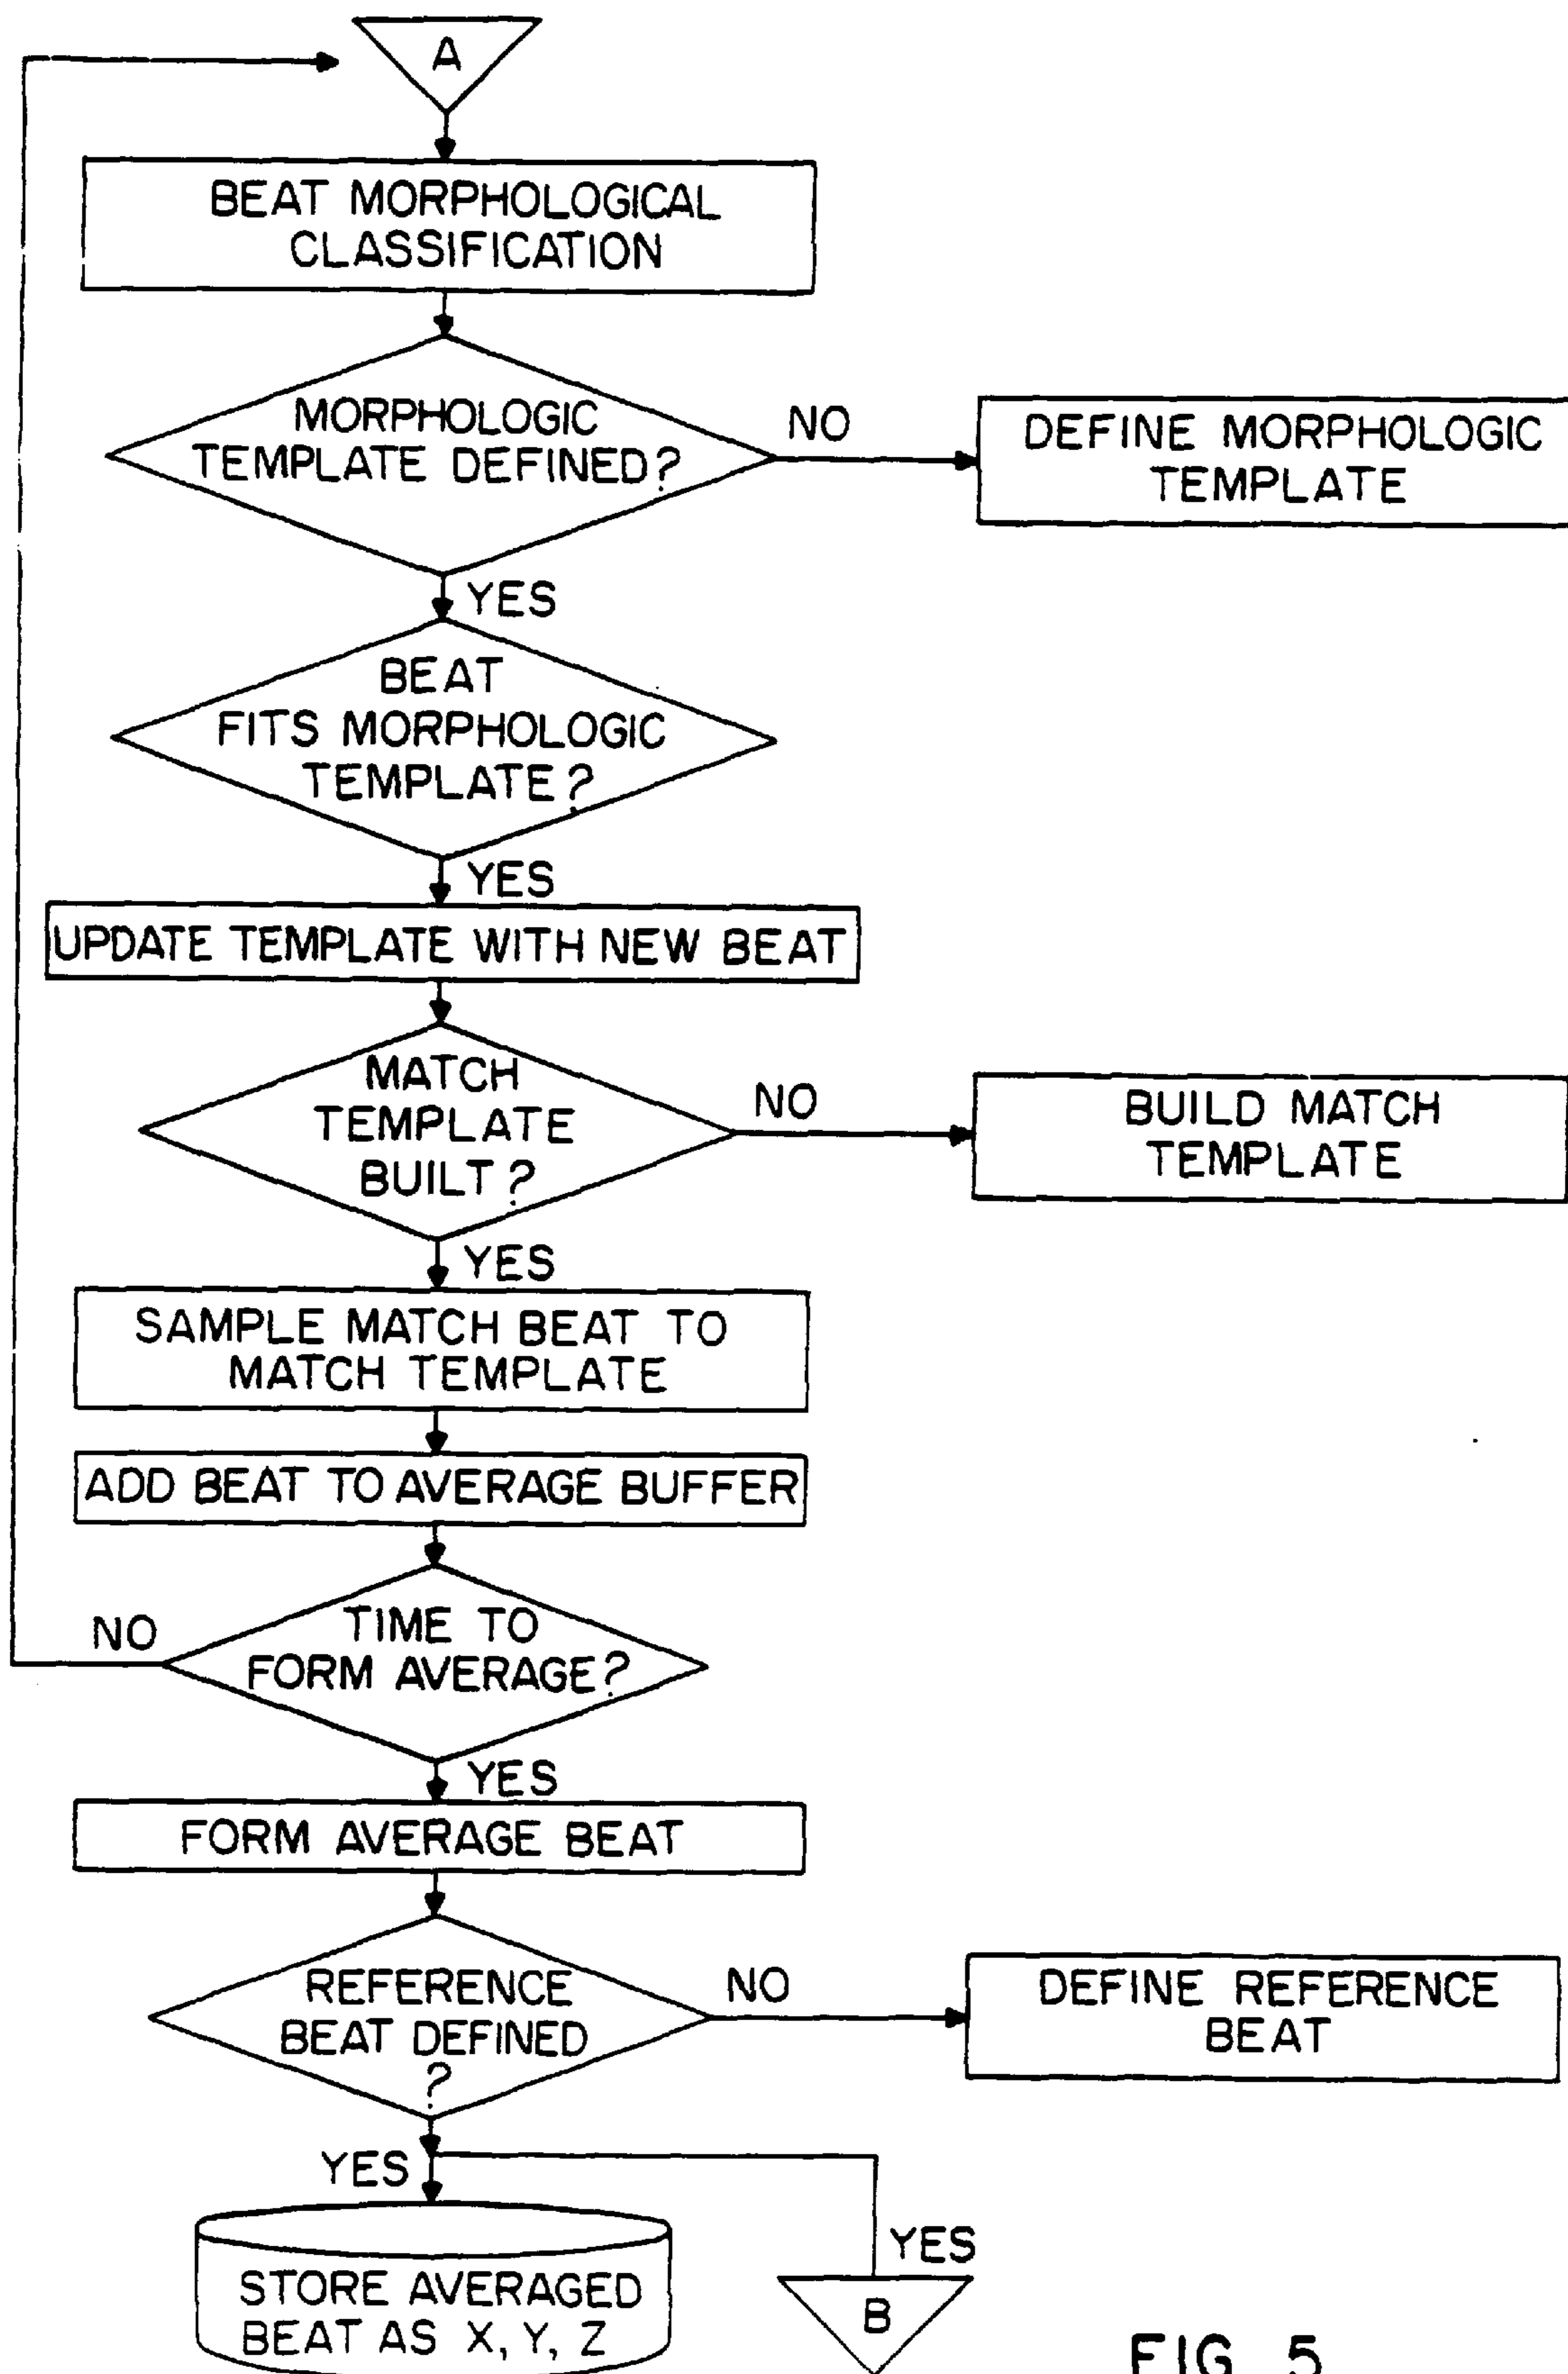 A
BEAT MORPHOLOGICAL
CLASSIFICATION
MORPHOLOGIC
TEMPLATE DEFINED?
NO
DEFINE MORPHOLOGIC
TEMPLATE
YES
BEAT
FITS MORPHOLOGIC
TEMPLATE?
YES
UPDATE TEMPLATE WITH NEW BEAT
MATCH
TEMPLATE
BUILT?
NO
BUILD MATCH
TEMPLATE
YES
SAMPLE MATCH BEAT TO
MATCH TEMPLATE
ADD BEAT TO AVERAGE BUFFER
NO
TIME TO
FORM AVERAGE?
YES
FORM AVERAGE BEAT
REFERENCE
BEAT DEFINED
?
NO
DEFINE REFERENCE
BEAT
YES
YES
STORE AVERAGED
BEAT AS X, Y, Z
B
FIG. 5